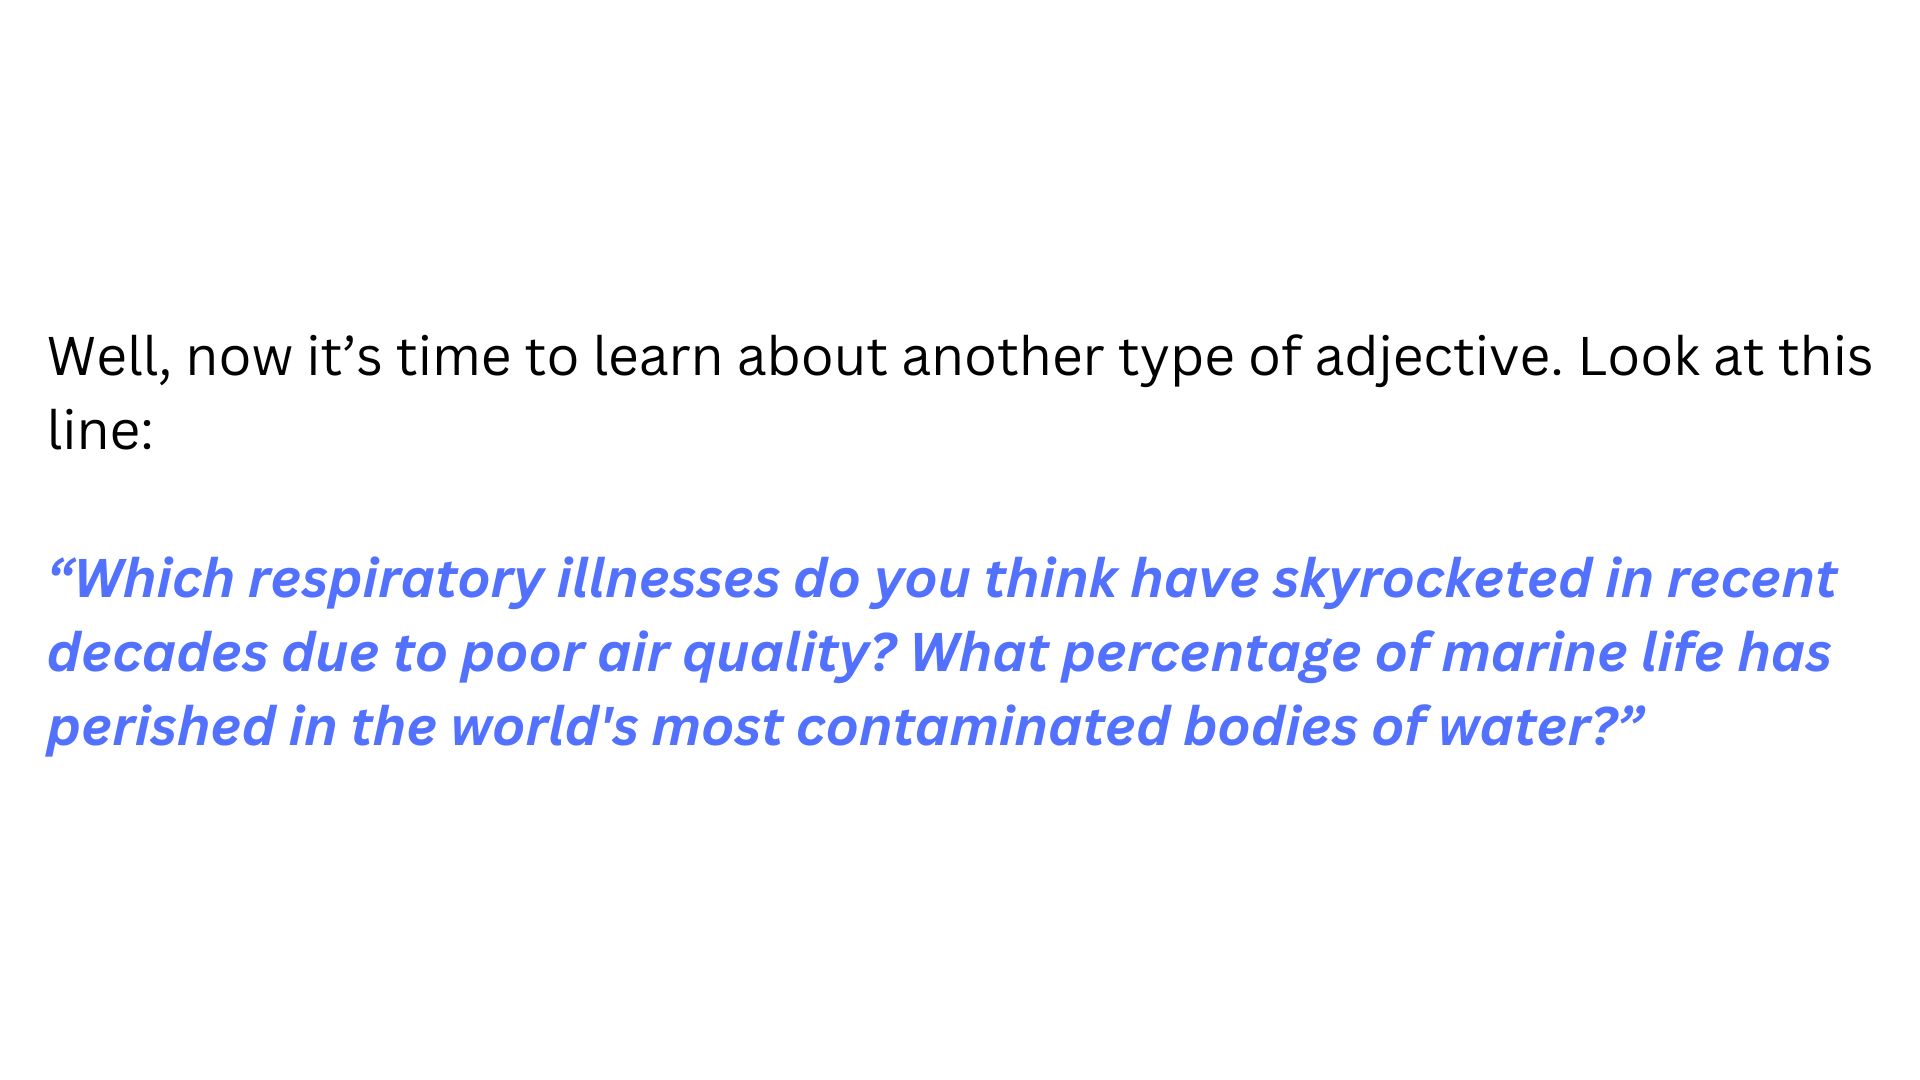 Well, now it’s time to learn about another type of adjective. Look at this
line:
“Which respiratory illnesses do you think have skyrocketed in recent
decades due to poor air quality? What percentage of marine life has
perished in the world's most contaminated bodies of water?”